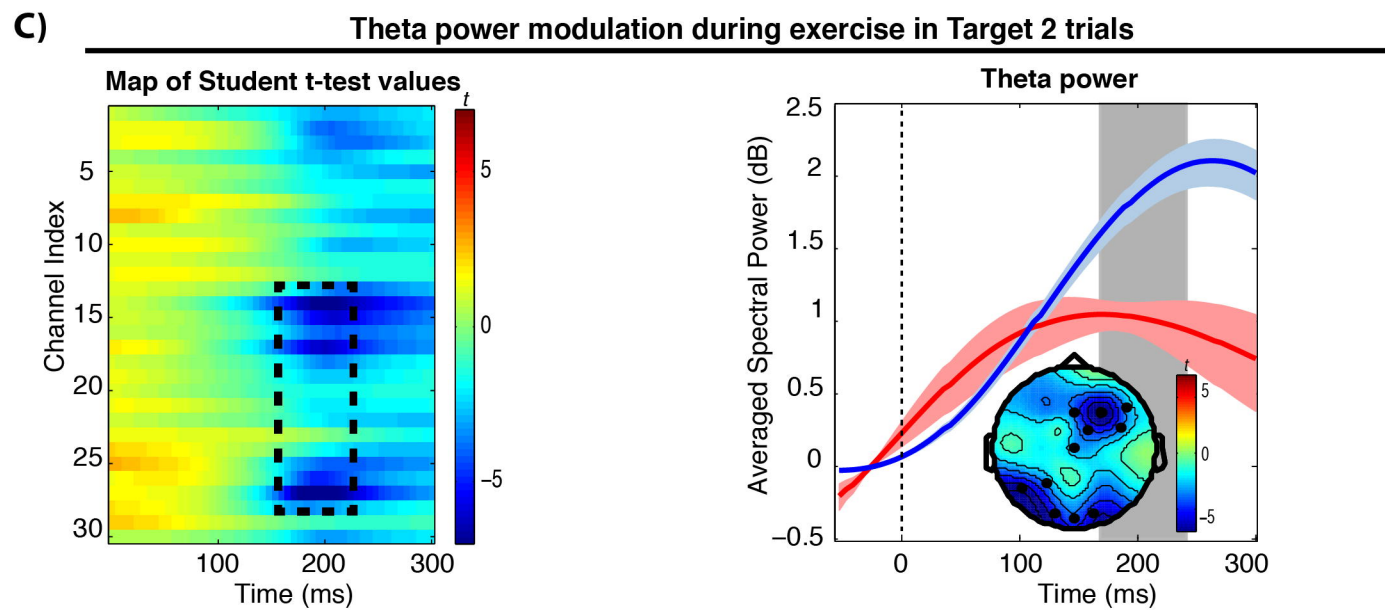 C)
Theta power modulation during exercise in Target 2 trials
Map of Student t-test values
t
5
0
−5
Channel Index
5
10
15
20
25
30
100
200
300
Time (ms)
Theta power
Averaged Spectral Power (dB)
2.5
2
1.5
1
0.5
0
−0.5
0
100
200
300
Time (ms)
t
5
0
−5